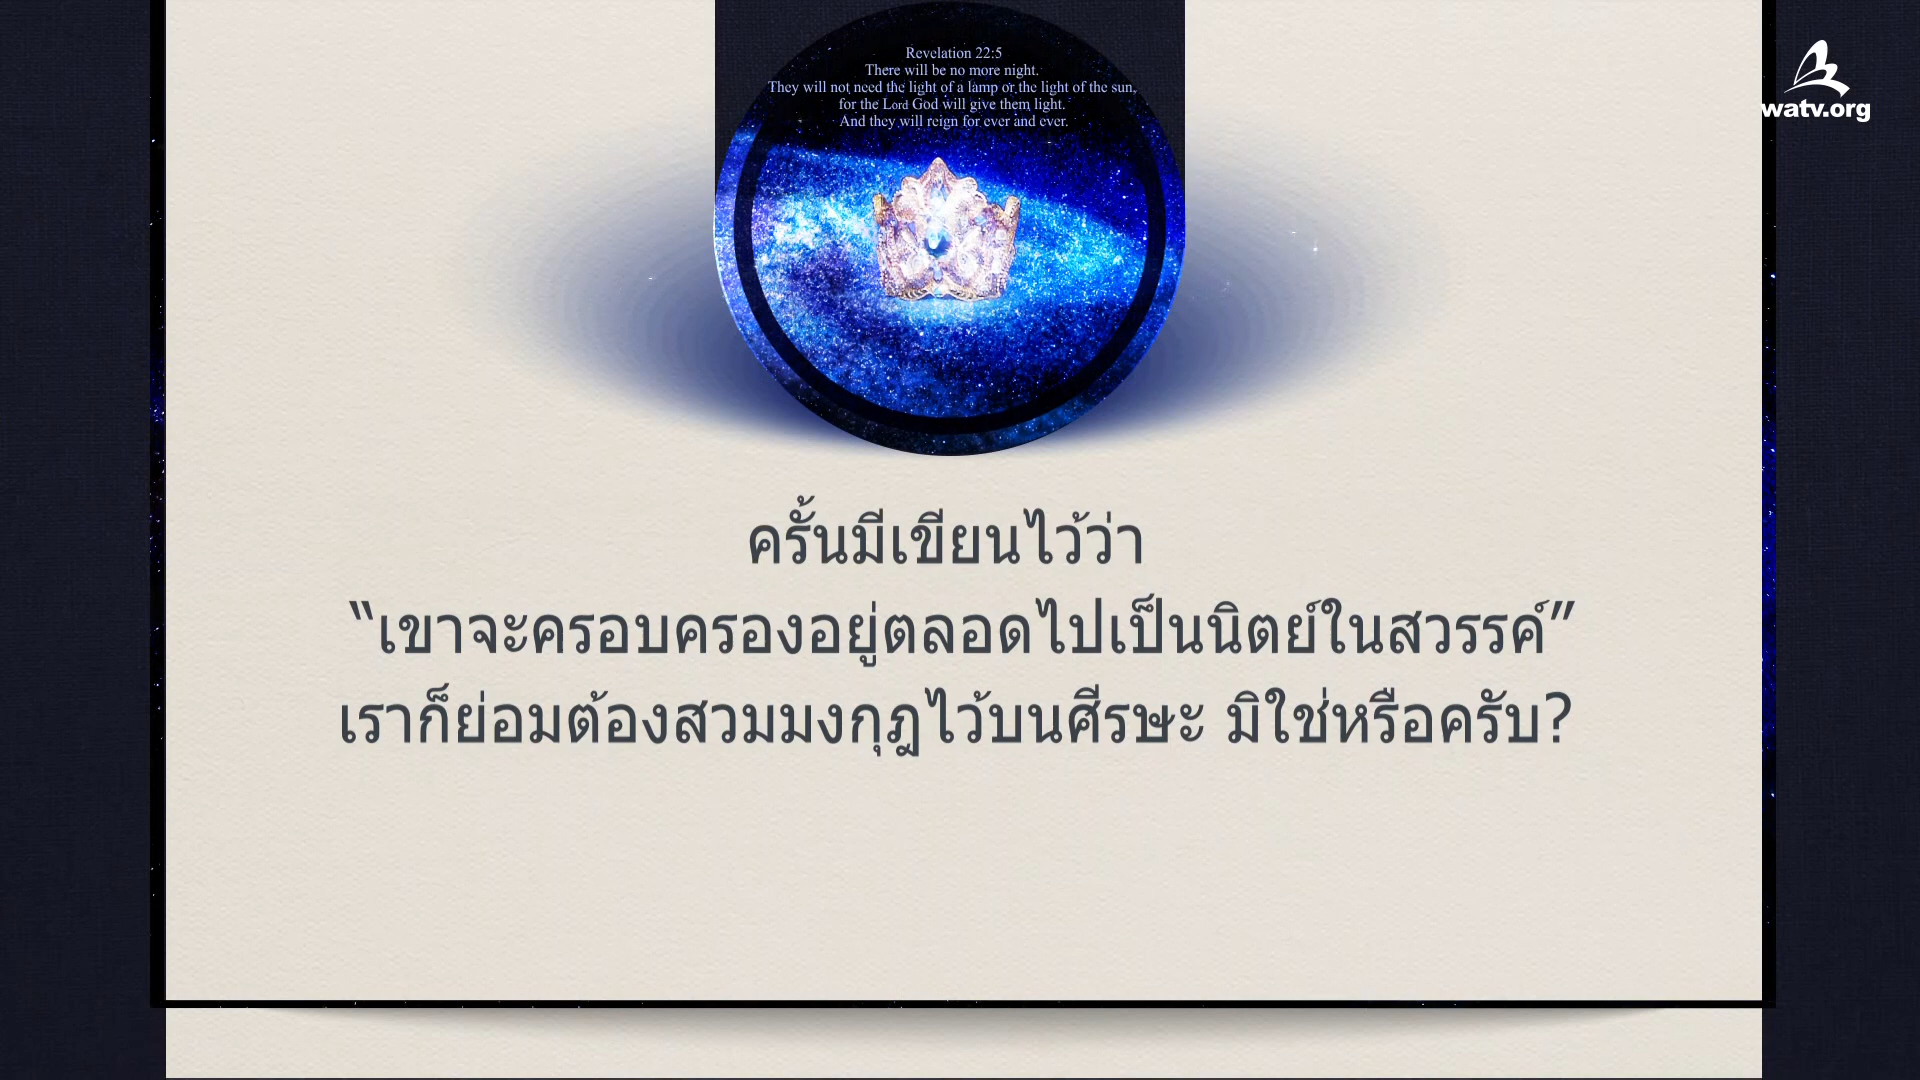 Revelation 22:5
There will be no more night.
They will not need the light of a lamp or the light of the sun,
for the Lord God will give them light.
And they will reign for ever and ever.
watv.org
ครั้นมีเขียนไว้ว่า
“เขาจะครอบครองอยู่ตลอดไปเป็นนิตย์ในสวรรค์”
เราก็ย่อมต้องสวมมงกุฎไว้บนศีรษะ มิใช่หรือครับ?